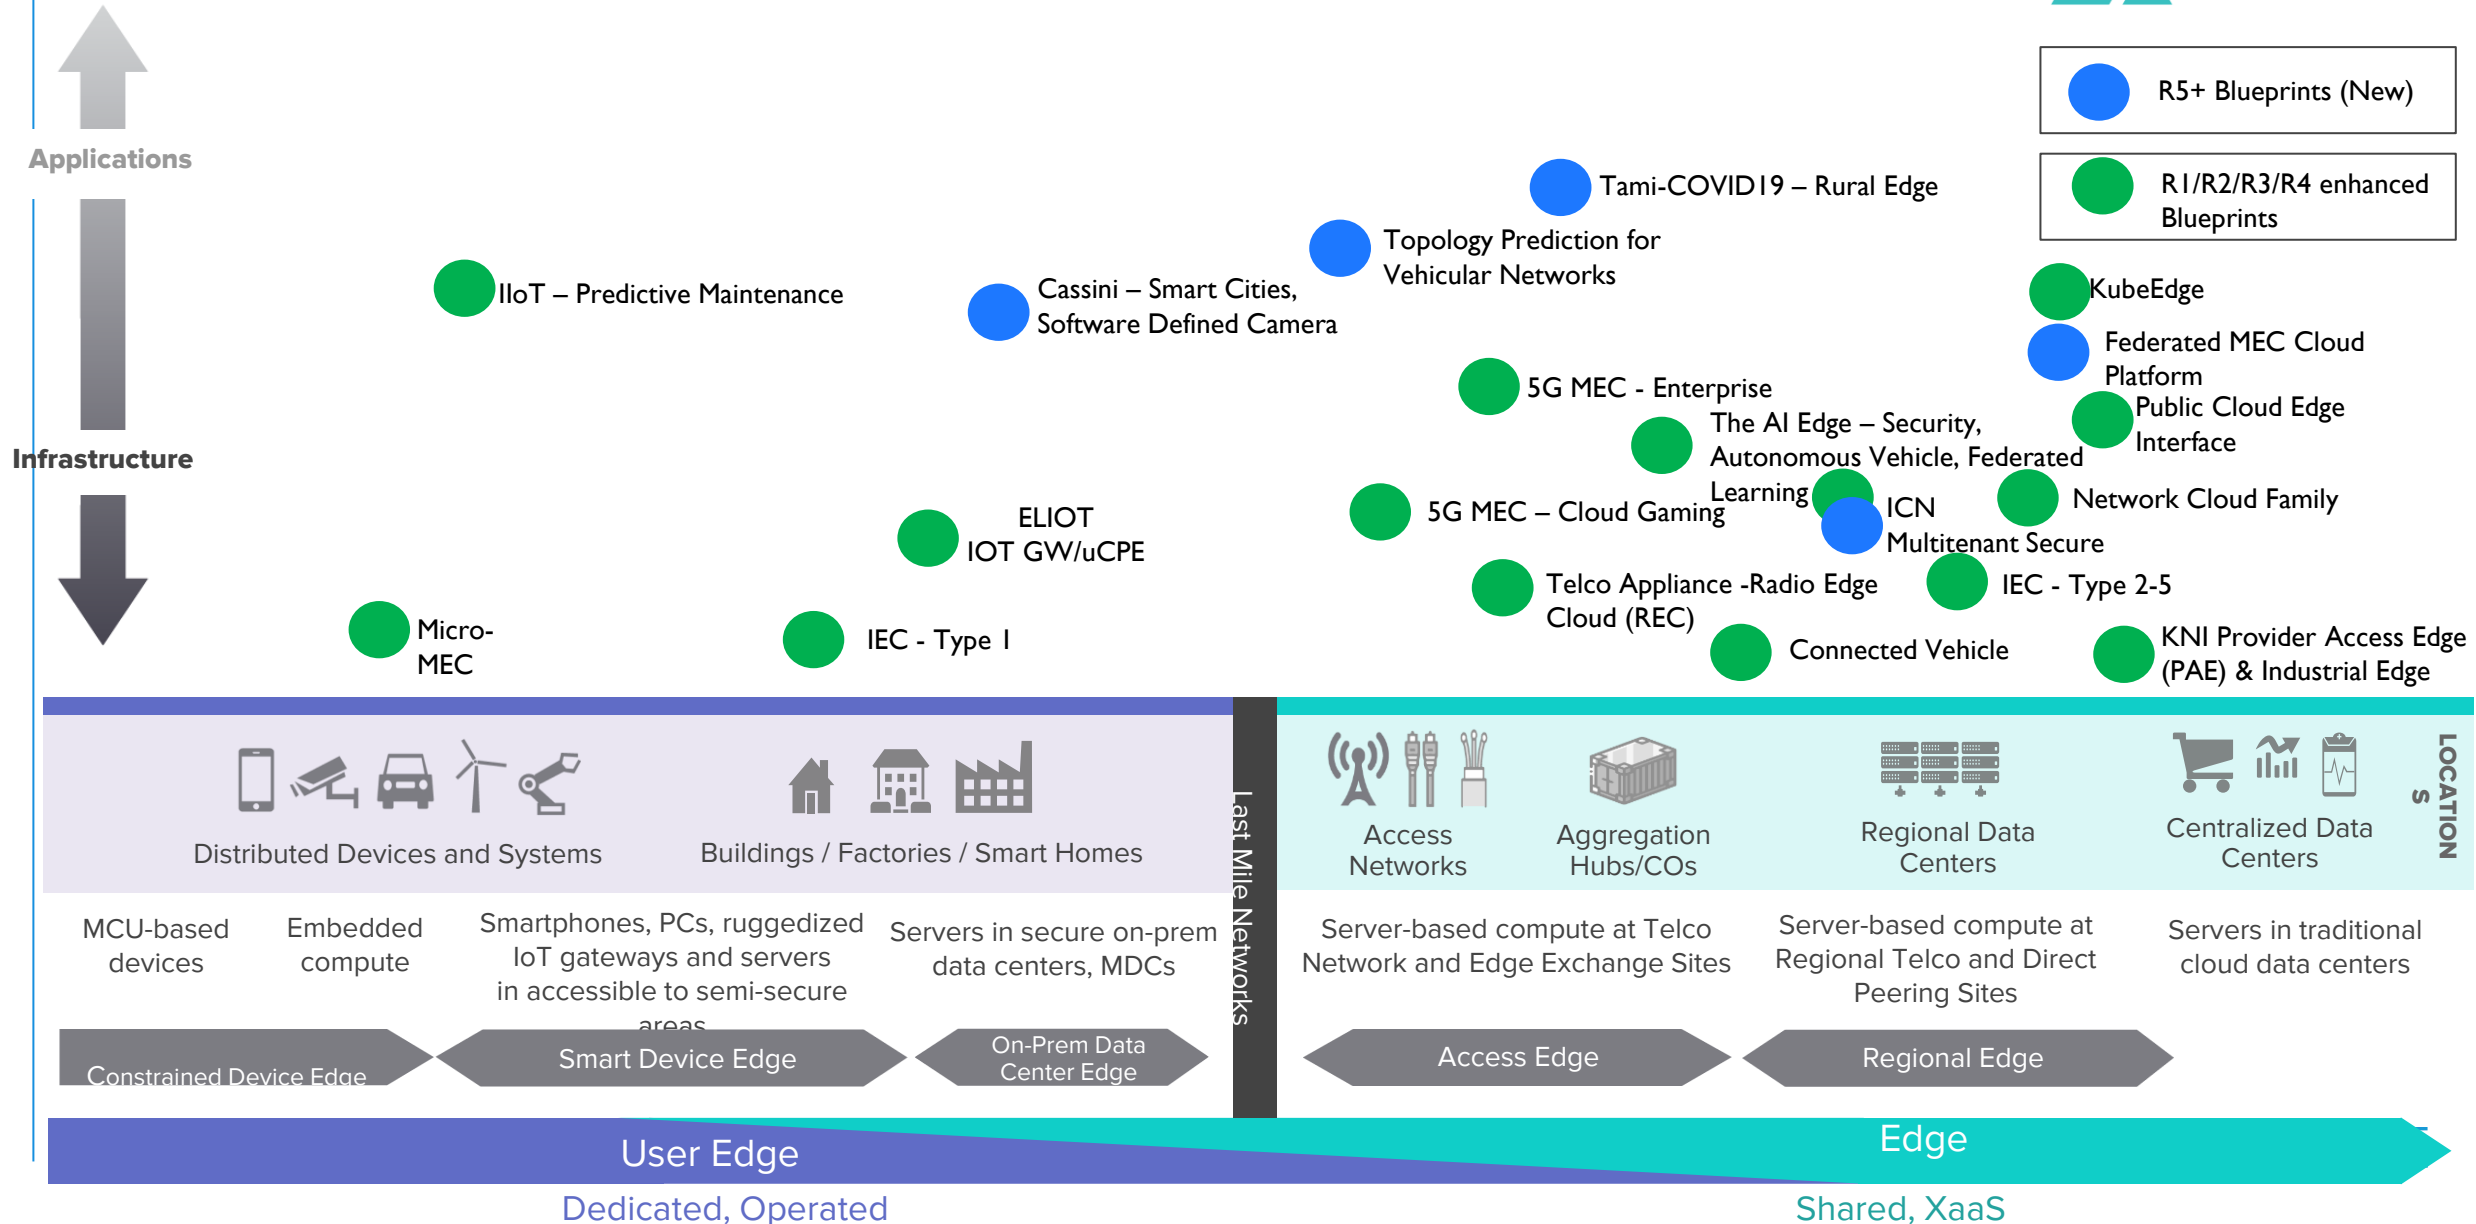 R5+ Blueprints (New)
R1/R2/R3/R4 enhanced
Blueprints
Applications
Infrastructure
Tami-COVID19 – Rural Edge
Topology Prediction for
Vehicular Networks
IIoT – Predictive Maintenance
Cassini – Smart Cities,
Software Defined Camera
KubeEdge
Federated MEC Cloud
Platform
Public Cloud Edge
Interface
5G MEC - Enterprise
The AI Edge – Security,
Autonomous Vehicle, Federated
Learning
5G MEC – Cloud Gaming
ICN
Multitenant Secure
Network Cloud Family
ELIOT
IOT GW/uCPE
Telco Appliance -Radio Edge
Cloud (REC)
IEC - Type 2-5
Micro-
MEC
IEC - Type 1
Connected Vehicle
KNI Provider Access Edge
(PAE) & Industrial Edge
Distributed Devices and Systems
Buildings / Factories / Smart Homes
Last Mile Networks
Access
Networks
Aggregation
Hubs/COs
Regional Data
Centers
Centralized Data
Centers
LOCATION
S
MCU-based
devices
Embedded
compute
Smartphones, PCs, ruggedized
IoT gateways and servers
in accessible to semi-secure
areas
Servers in secure on-prem
data centers, MDCs
Server-based compute at Telco
Network and Edge Exchange Sites
Server-based compute at
Regional Telco and Direct
Peering Sites
Servers in traditional
cloud data centers
Constrained Device Edge
Smart Device Edge
On-Prem Data
Center Edge
Access Edge
Regional Edge
User Edge
Edge
Dedicated, Operated
Shared, XaaS